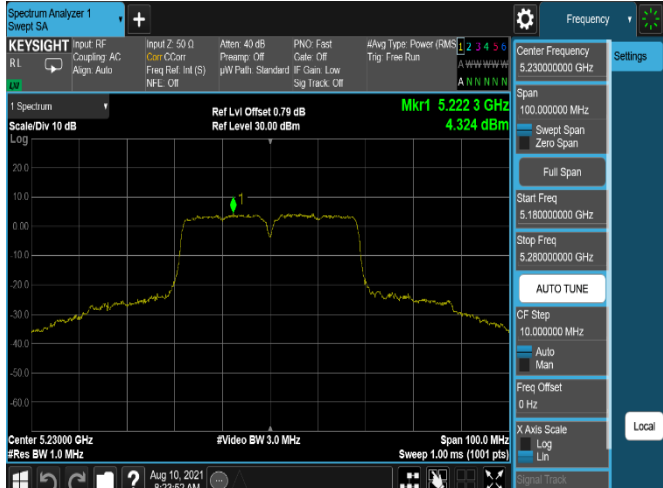 Spectrum Analyzer 1
Swept SA
+
Frequency
KEYSIGHT
RL
Input: RF
Coupling: AC
Align: Auto
Input Z: 50 Ω
Corr CCorr
Freq Ref: Int (S)
NFE: Off
Atten: 40 dB
Preamp: Off
µW Path: Standard
PNO: Fast
Gate: Off
IF Gain: Low
Sig Track: Off
#Avg Type: Power (RMS
Trig: Free Run
1 2 3 4 5 6
A W W W W W
A N N N N N
1 Spectrum
Scale/Div 10 dB
Log
Ref Lvl Offset 0.79 dB
Ref Level 30.00 dBm
Mkr1 5.222 3 GHz
4.324 dBm
20.0
10.0
0.00
-10.0
-20.0
-30.0
-40.0
-50.0
-60.0
1
Center 5.23000 GHz
#Res BW 1.0 MHz
#Video BW 3.0 MHz
Span 100.0 MHz
Sweep 1.00 ms (1001 pts)
?
Aug 10, 2021
8:23:52 AM
Center Frequency
5.230000000 GHz
Span
100.000000 MHz
Swept Span
Zero Span
Full Span
Start Freq
5.180000000 GHz
Stop Freq
5.280000000 GHz
AUTO TUNE
CF Step
10.000000 MHz
Auto
Man
Freq Offset
0 Hz
X Axis Scale
Log
Lin
Signal Track
Settings
Local